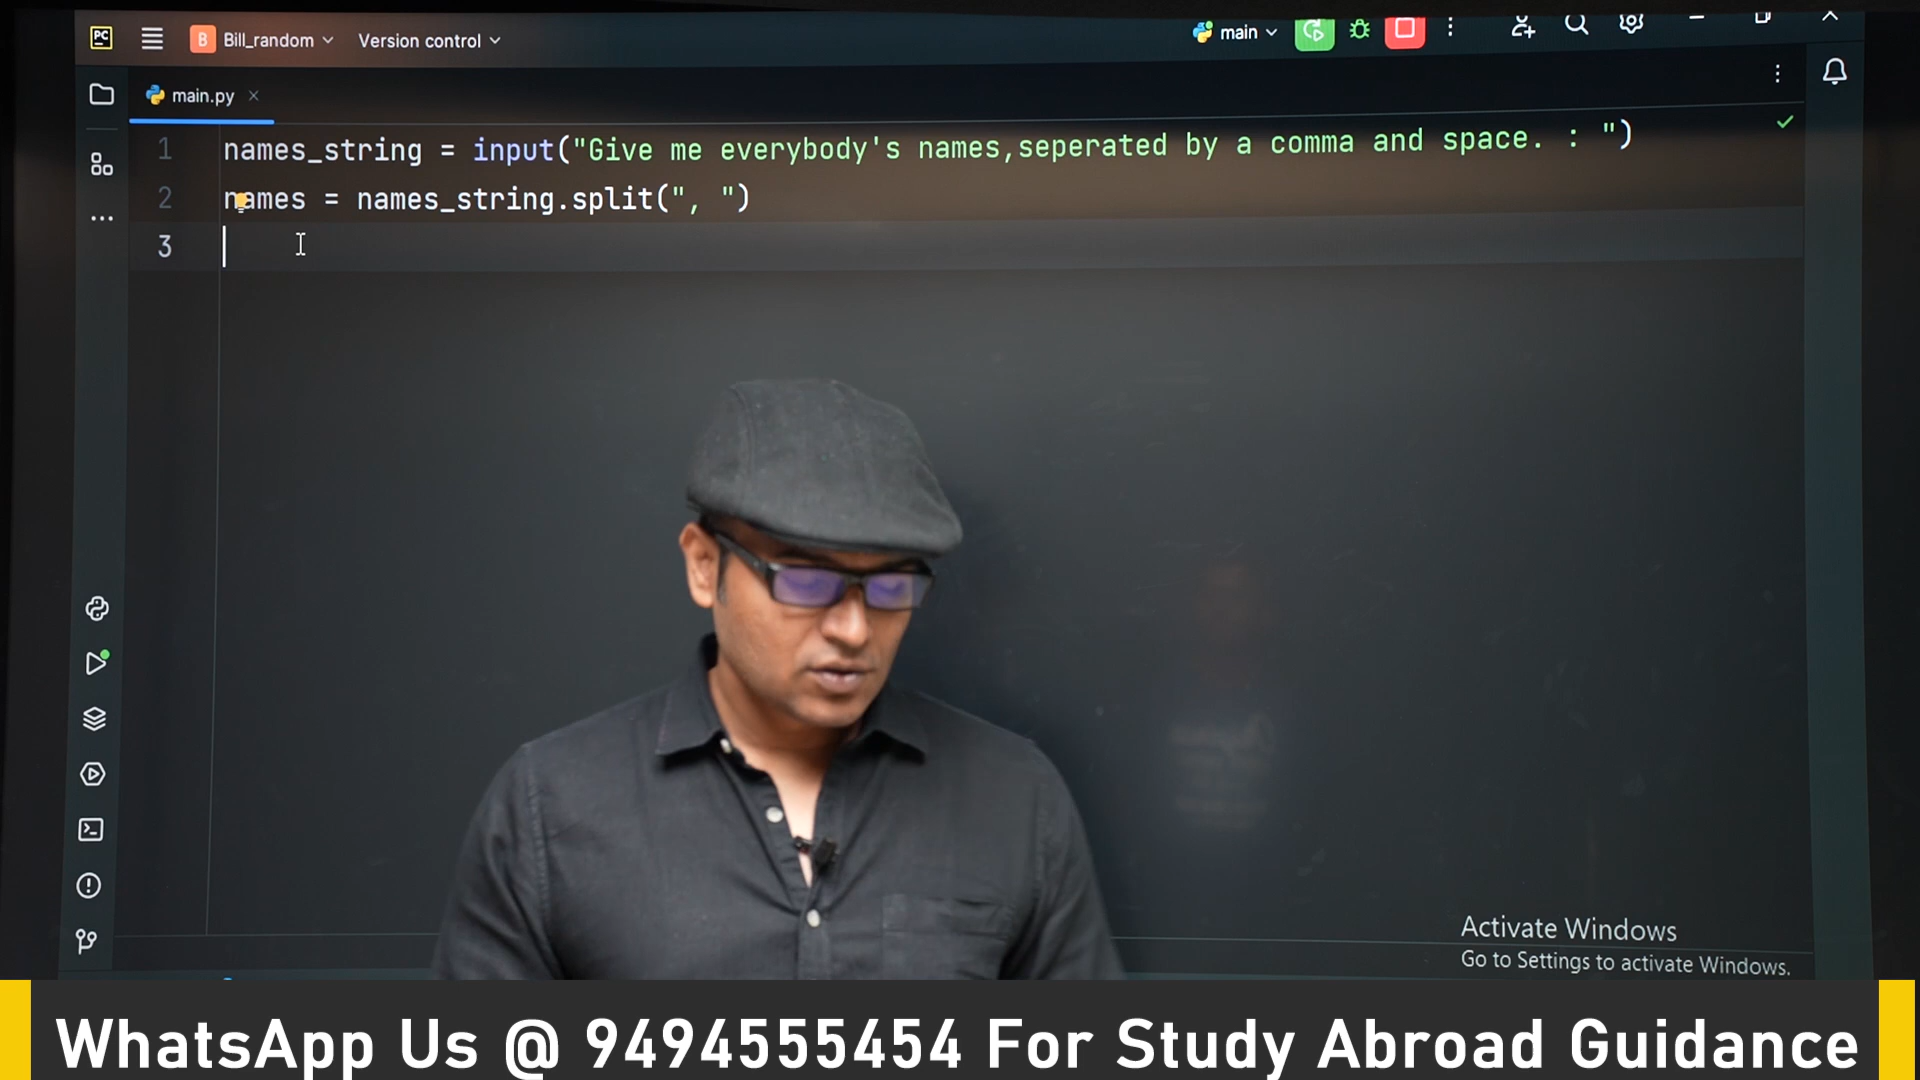 PC
B Bill_random
Version control
main
main.py
1 names_string = input("Give me everybody's names,seperated by a comma and space. : ")
2 names = names_string.split(", ")
3
Activate Windows
Go to Settings to activate Windows.
WhatsApp Us @ 9494555454 For Study Abroad Guidance